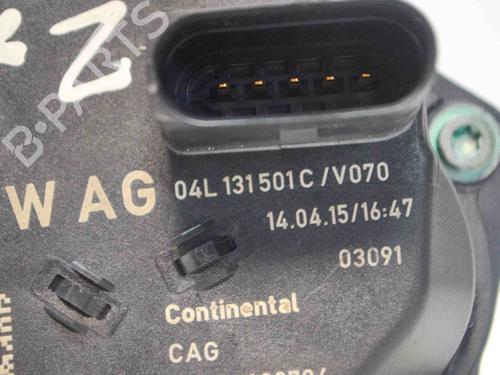 W AG
04L 131 501 C /V070
14.04.15/16:47
03091
Continental
CAG
B-PARTS